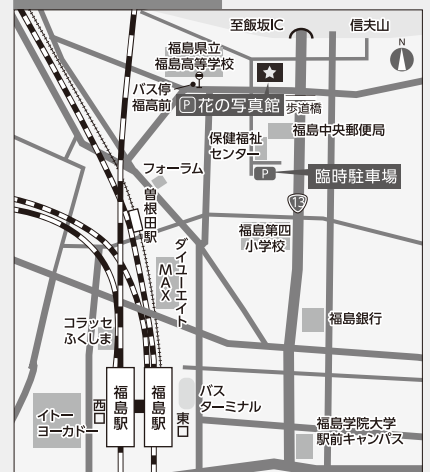 至飯坂IC
信夫山
N
福島県立
福島高等学校
バス停
福高前
P 花の写真館
歩道橋
福島中央郵便局
保健福祉
センター
P
臨時駐車場
フォーラム
曽根田駅
13
福島第四
小学校
ダイユーエイト
MAX
福島銀行
コラッセ
ふくしま
福島駅
福島駅
西口
東口
バス
ターミナル
イトー
ヨーカドー
福島学院大学
駅前キャンパス